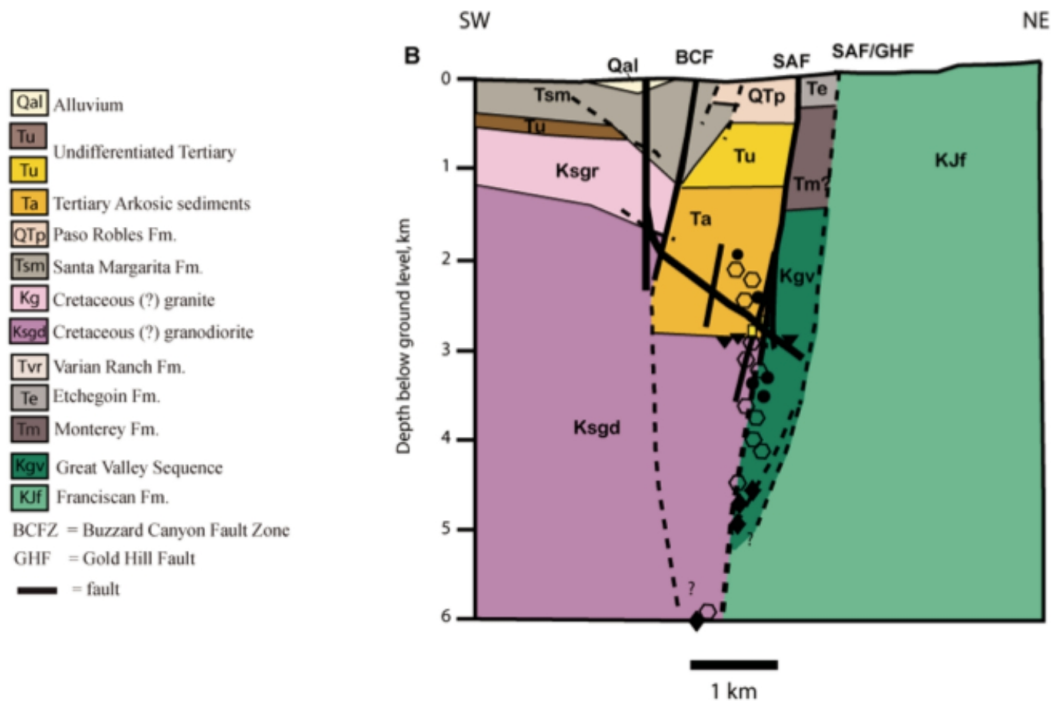 SW
NE
B
Qal
BCF
SAF
SAF/GHF
Qal Alluvium
Tu
Undifferentiated Tertiary
Tu
Ta Tertiary Arkosic sediments
QTp Paso Robles Fm.
Tsm Santa Margarita Fm.
Kg Cretaceous (?) granite
Ksgd Cretaceous (?) granodiorite
Tvr Varian Ranch Fm.
Te Etchegoin Fm.
Tm Monterey Fm.
Kgv Great Valley Sequence
KJf Franciscan Fm.
BCFZ = Buzzard Canyon Fault Zone
GHF = Gold Hill Fault
= fault
Depth below ground level, km
0
1
2
3
4
5
6
Tsm
QTp
Te
Tu
Tu
KJf
Ksgr
Tm?
Ta
Kgv
Ksgd
?
?
1 km